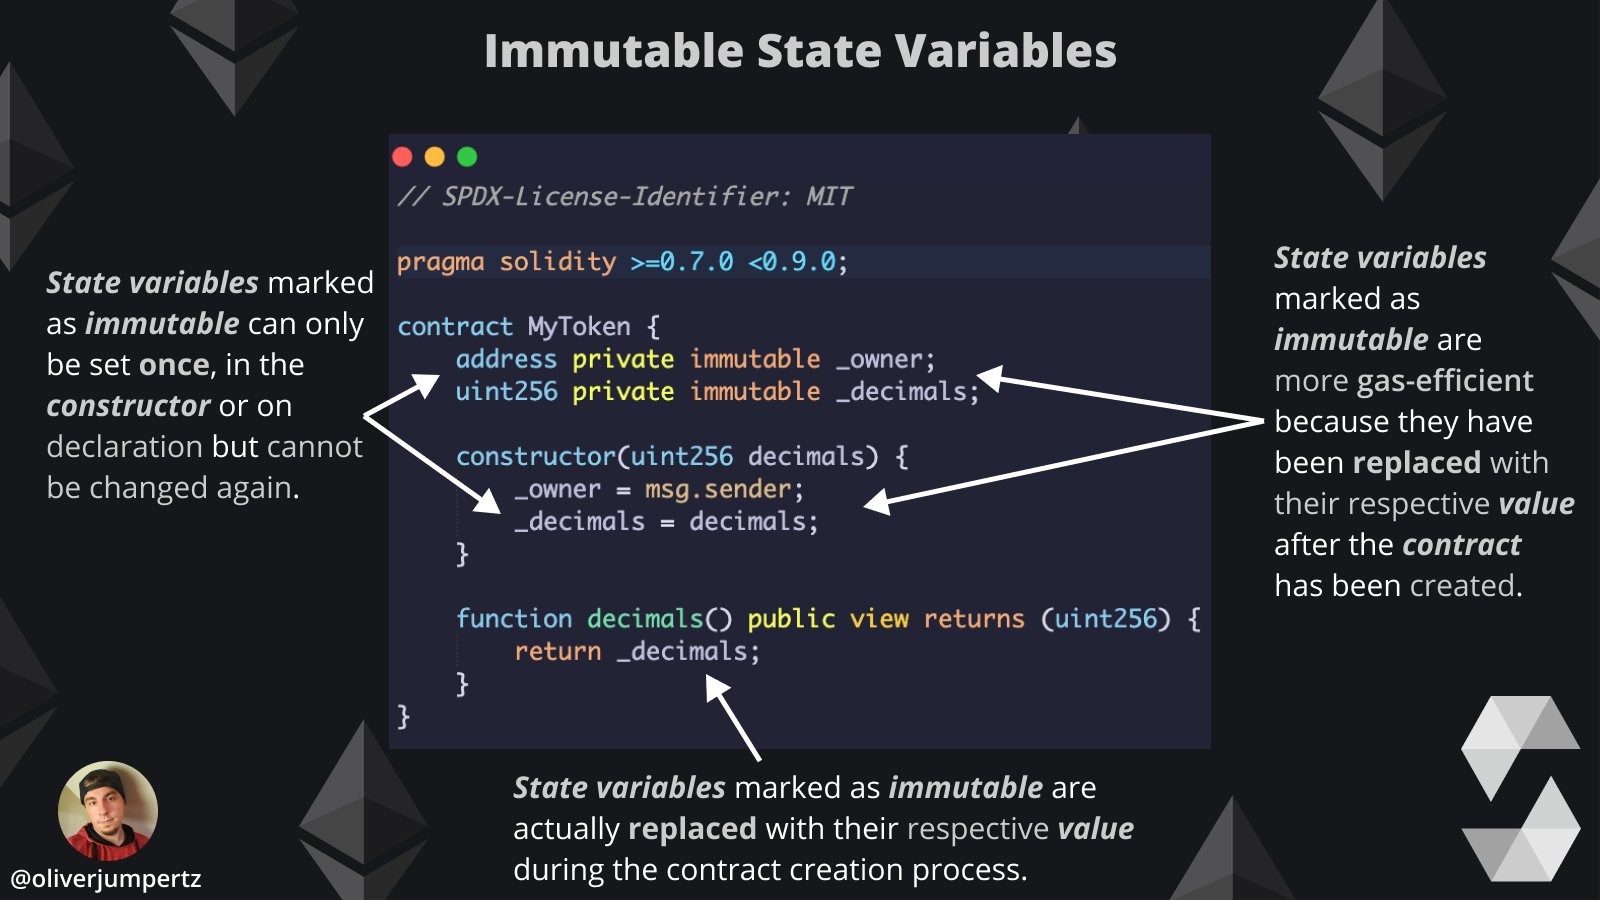 Immutable State Variables
State variables marked
as immutable can only
be set once, in the
constructor or on
declaration but cannot
be changed again.
// SPDX-License-Identifier: MIT
pragma solidity >=0.7.0 <0.9.0;
contract MyToken {
address private immutable _owner;
uint256 private immutable _decimals;
constructor(uint256 decimals) {
_owner = msg.sender;
_decimals = decimals;
}
function decimals() public view returns (uint256) {
return _decimals;
}
}
State variables
marked as
immutable are
more gas-efficient
because they have
been replaced with
their respective value
after the contract
has been created.
State variables marked as immutable are
actually replaced with their respective value
during the contract creation process.
@oliverjumpertz